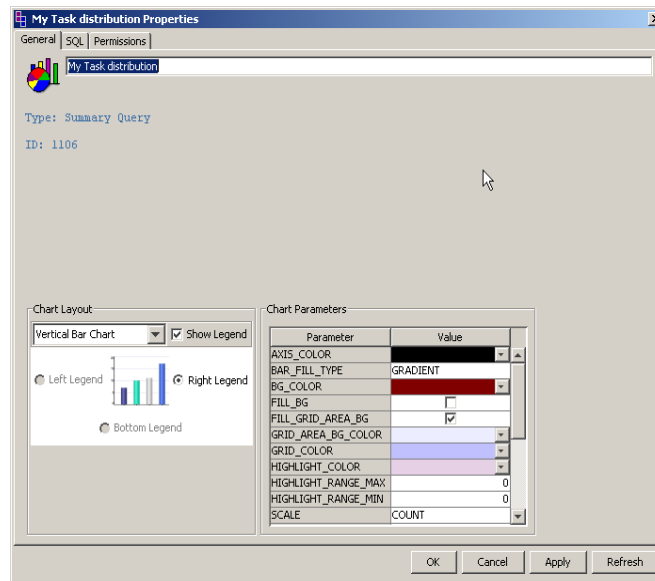 My Task distribution Properties
General SQL Permissions
My Task distribution
Type: Summary Query
ID: 1106
Chart Layout
Vertical Bar Chart Show Legend
Left Legend Right Legend
Bottom Legend
Chart Parameters
Parameter Value
AXIS_COLOR
BAR_FILL_TYPE GRADIENT
BG_COLOR
FILL_BG
FILL_GRID_AREA_BG
GRID_AREA_BG_COLOR
GRID_COLOR
HIGHLIGHT_COLOR
HIGHLIGHT_RANGE_MAX 0
HIGHLIGHT_RANGE_MIN 0
SCALE COUNT
OK Cancel Apply Refresh